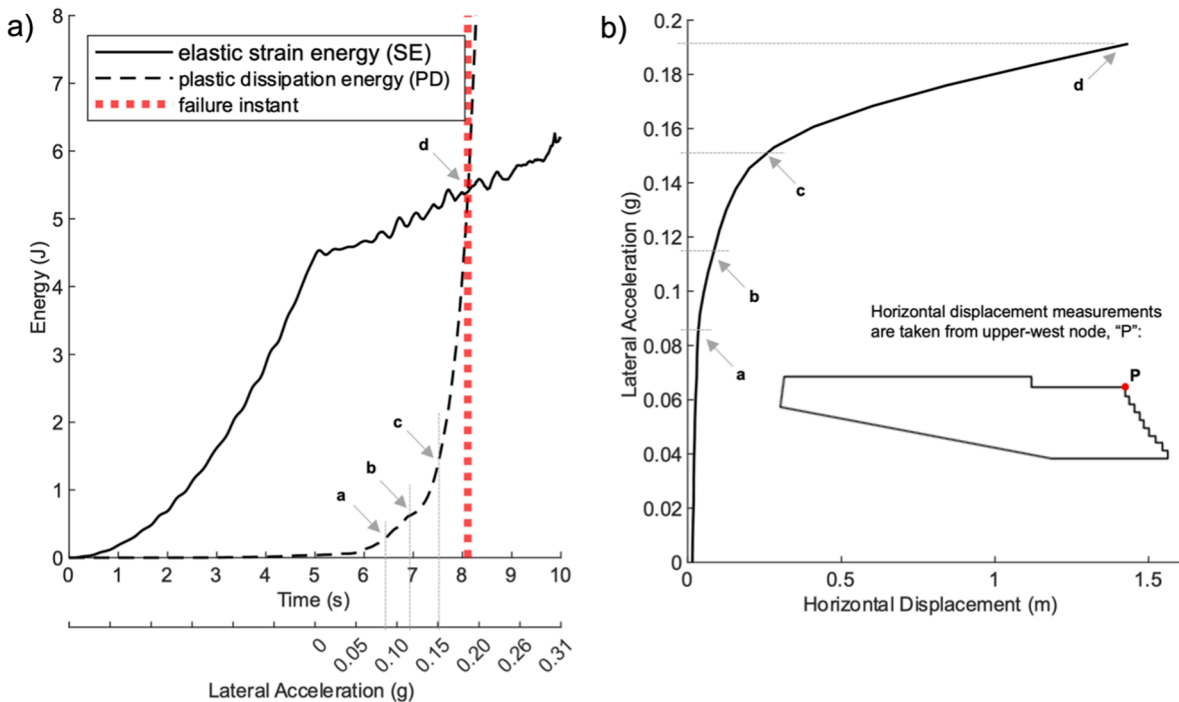 a)
8
7
6
5
4
3
2
1
0
Energy (J)
elastic strain energy (SE)
plastic dissipation energy (PD)
failure instant
d
c
b
a
0 1 2 3 4 5 6 7 8 9 10
Time (s)
0 0.05 0.10 0.15 0.20 0.26 0.31
Lateral Acceleration (g)
b)
0.2
0.18
0.16
0.14
0.12
0.1
0.08
0.06
0.04
0.02
0
Lateral Acceleration (g)
d
c
b
a
Horizontal displacement measurements
are taken from upper-west node, “P”:
P
0 0.5 1 1.5
Horizontal Displacement (m)